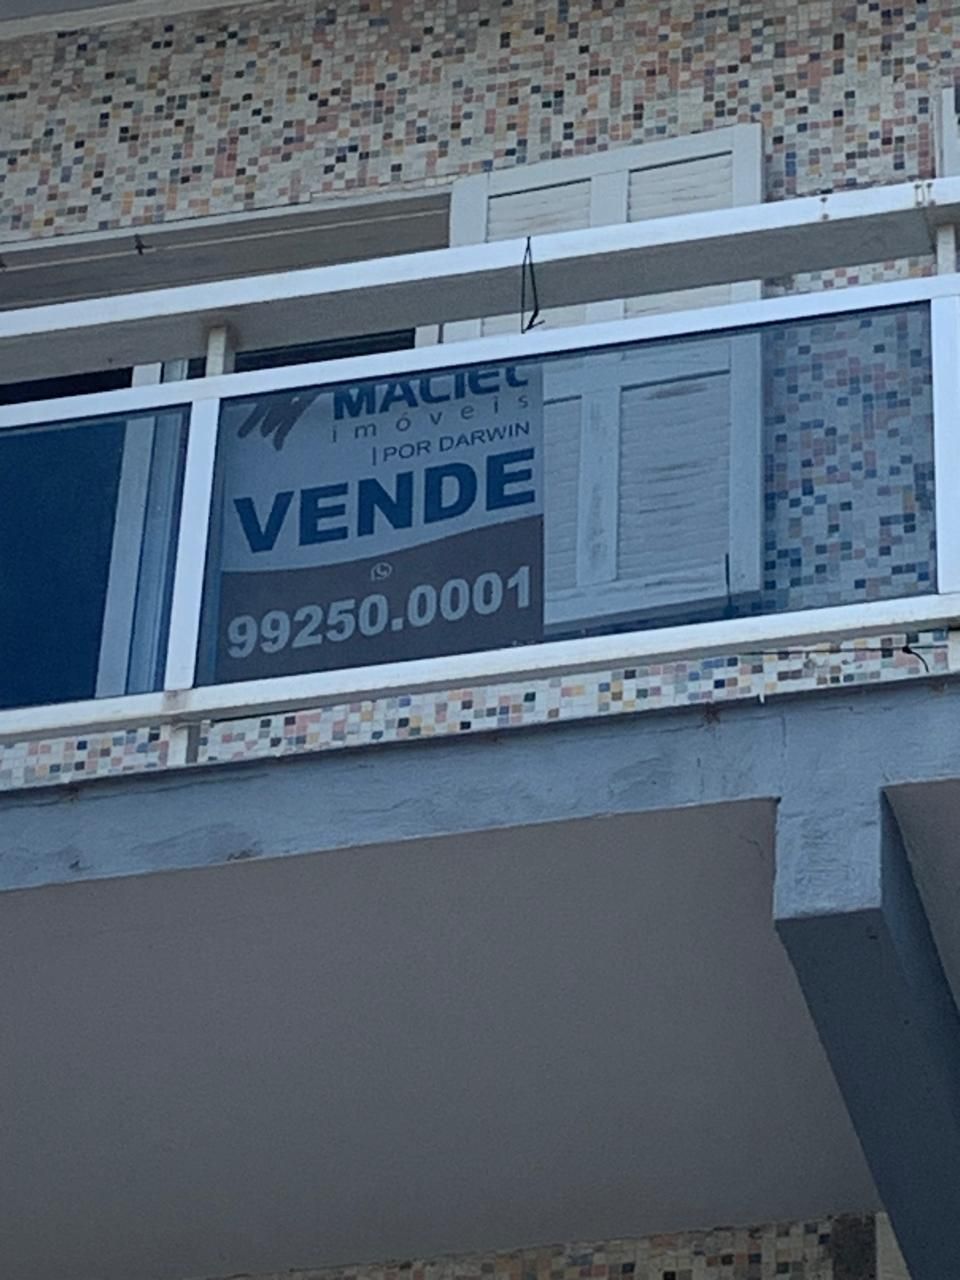 MACIEL
imóveis
| POR DARWIN
VENDE
99250.0001